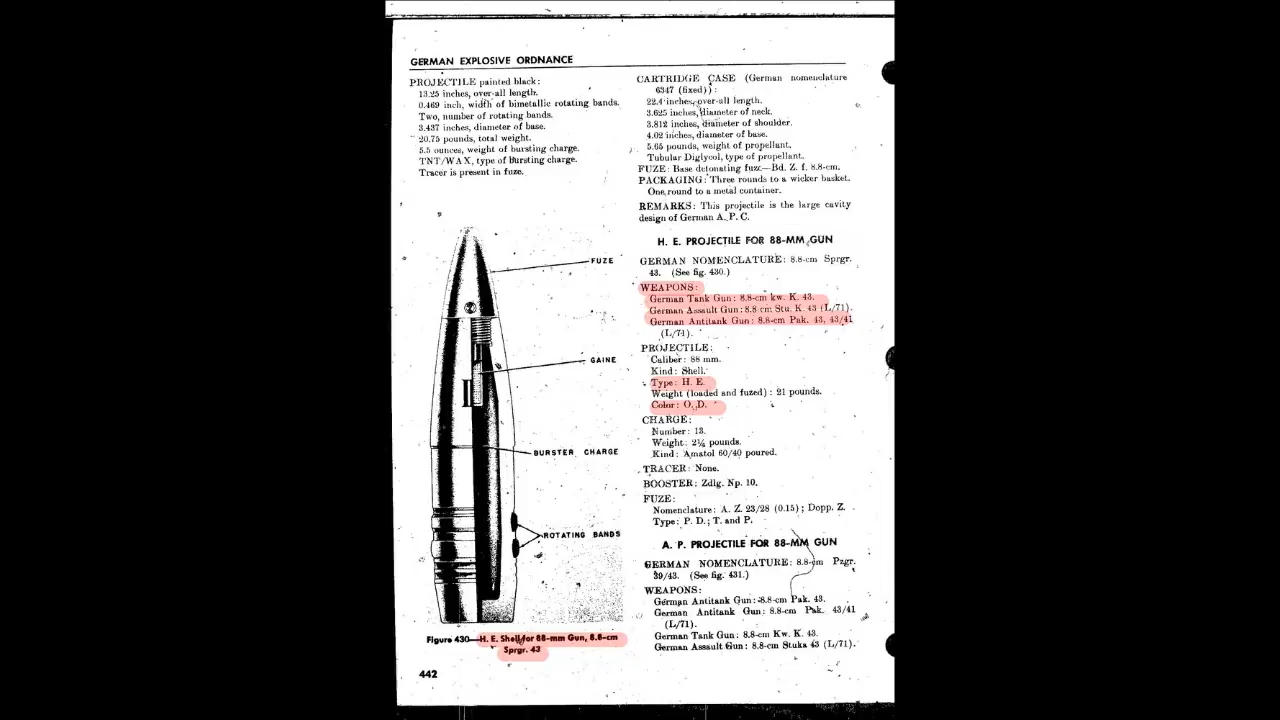 GERMAN EXPLOSIVE ORDNANCE
PROJECTILE painted black:
13.25 inches, over-all length.
0.469 inch, width of bimetallic rotating bands.
Two, number of rotating bands.
3.437 inches, diameter of base.
20.75 pounds, total weight.
5.5 ounces, weight of bursting charge.
TNT/WAX, type of bursting charge.
Tracer is present in fuze.
FUZE
GAINE
BURSTER CHARGE
ROTATING BANDS
Figure 430—H. E. Shell for 88-mm Gun, 8.8-cm
Sprgr. 43
442
CARTRIDGE CASE (German nomenclature
6347 (fixed)):
22.4 inches, over-all length.
3.625 inches, diameter of neck.
3.812 inches, diameter of shoulder.
4.02 inches, diameter of base.
5.65 pounds, weight of propellant.
Tubular Diglycol, type of propellant.
FUZE: Base detonating fuze—Bd. Z. f. 8.8-cm.
PACKAGING: Three rounds to a wicker basket.
One round to a metal container.
REMARKS: This projectile is the large cavity
design of German A. P. C.
H. E. PROJECTILE FOR 88-MM GUN
GERMAN NOMENCLATURE: 8.8-cm Sprgr.
43. (See fig. 430.)
WEAPONS:
German Tank Gun: 8.8-cm kw. K. 43.
German Assault Gun: 8.8-cm Stu. K. 43 (L/71).
German Antitank Gun: 8.8-cm Pak. 43, 43/41
(L/71).
PROJECTILE:
Caliber: 88 mm.
Kind: Shell.
Type: H. E.
Weight (loaded and fuzed): 21 pounds.
Color: O. D.
CHARGE:
Number: 13.
Weight: 2¼ pounds.
Kind: Amatol 60/40 poured.
TRACER: None.
BOOSTER: Zdlg. Np. 10.
FUZE:
Nomenclature: A. Z. 23/28 (0.15); Dopp. Z.
Type: P. D.; T. and P.
A. P. PROJECTILE FOR 88-MM GUN
GERMAN NOMENCLATURE: 8.8-cm Pzgr.
39/43. (See fig. 431.)
WEAPONS:
German Antitank Gun: 8.8-cm Pak. 43.
German Antitank Gun: 8.8-cm Pak. 43/41
(L/71).
German Tank Gun: 8.8-cm Kw. K. 43.
German Assault Gun: 8.8-cm Stuka 43 (L/71).